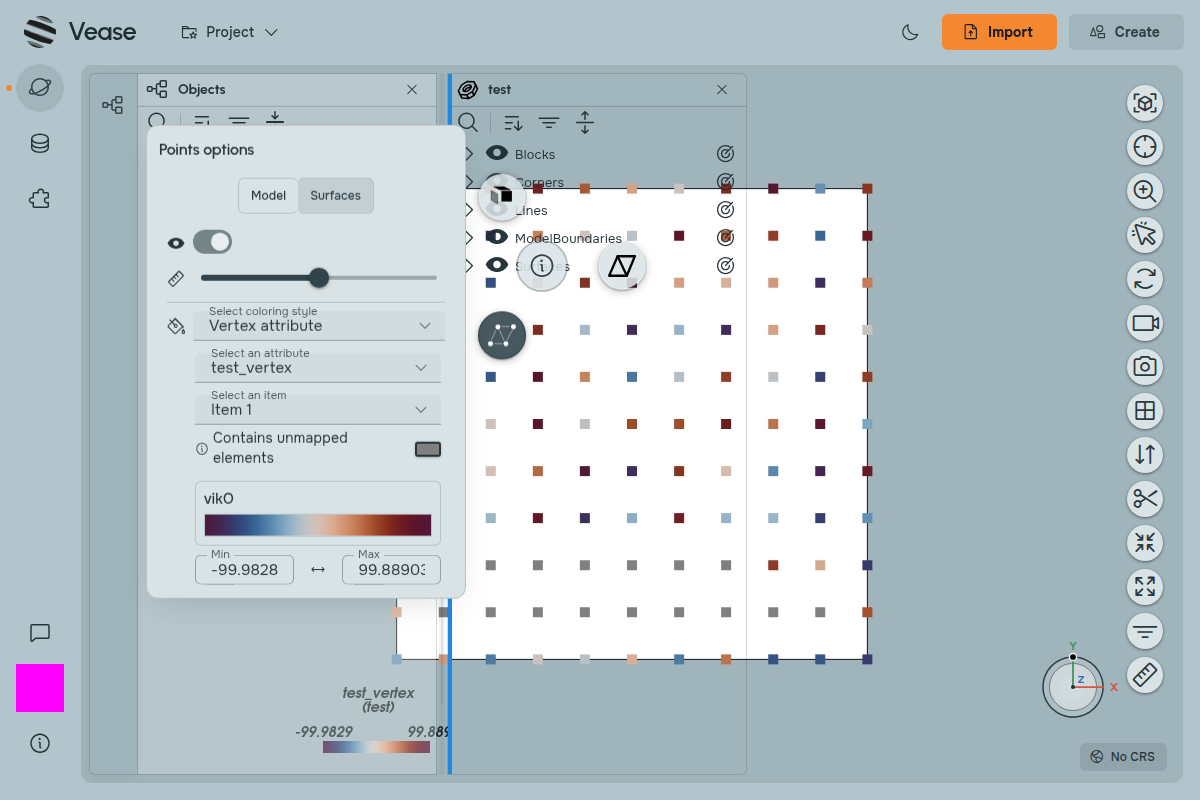 Vease
Project
Import
Create
Objects
test
Points options
Model
Surfaces
Blocks
Corners
Lines
ModelBoundaries
Select coloring style
Vertex attribute
Select an attribute
test_vertex
Select an item
Item 1
Contains unmapped
elements
vikO
Min
Max
-99.9828
99.88903
test_vertex
(test)
-99.9829
99.889
Y
Z
X
No CRS